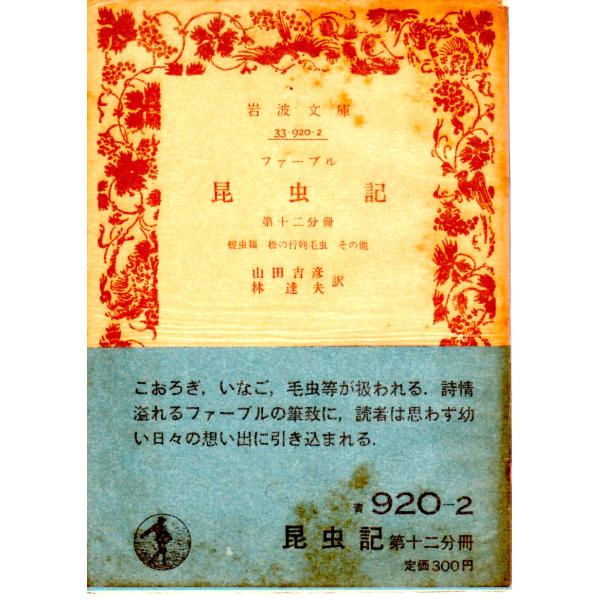 岩波文庫
33-920-2
ファーブル
昆虫記
第十二分冊
蝗虫類 松の行列毛虫 その他
山田吉彦
林達夫 訳
こおろぎ，いなご，毛虫等が扱われる．詩情
溢れるファーブルの筆致に，読者は思わず幼
い日々の想い出に引き込まれる．
青 920-2
昆虫記 第十二分冊
定価300円